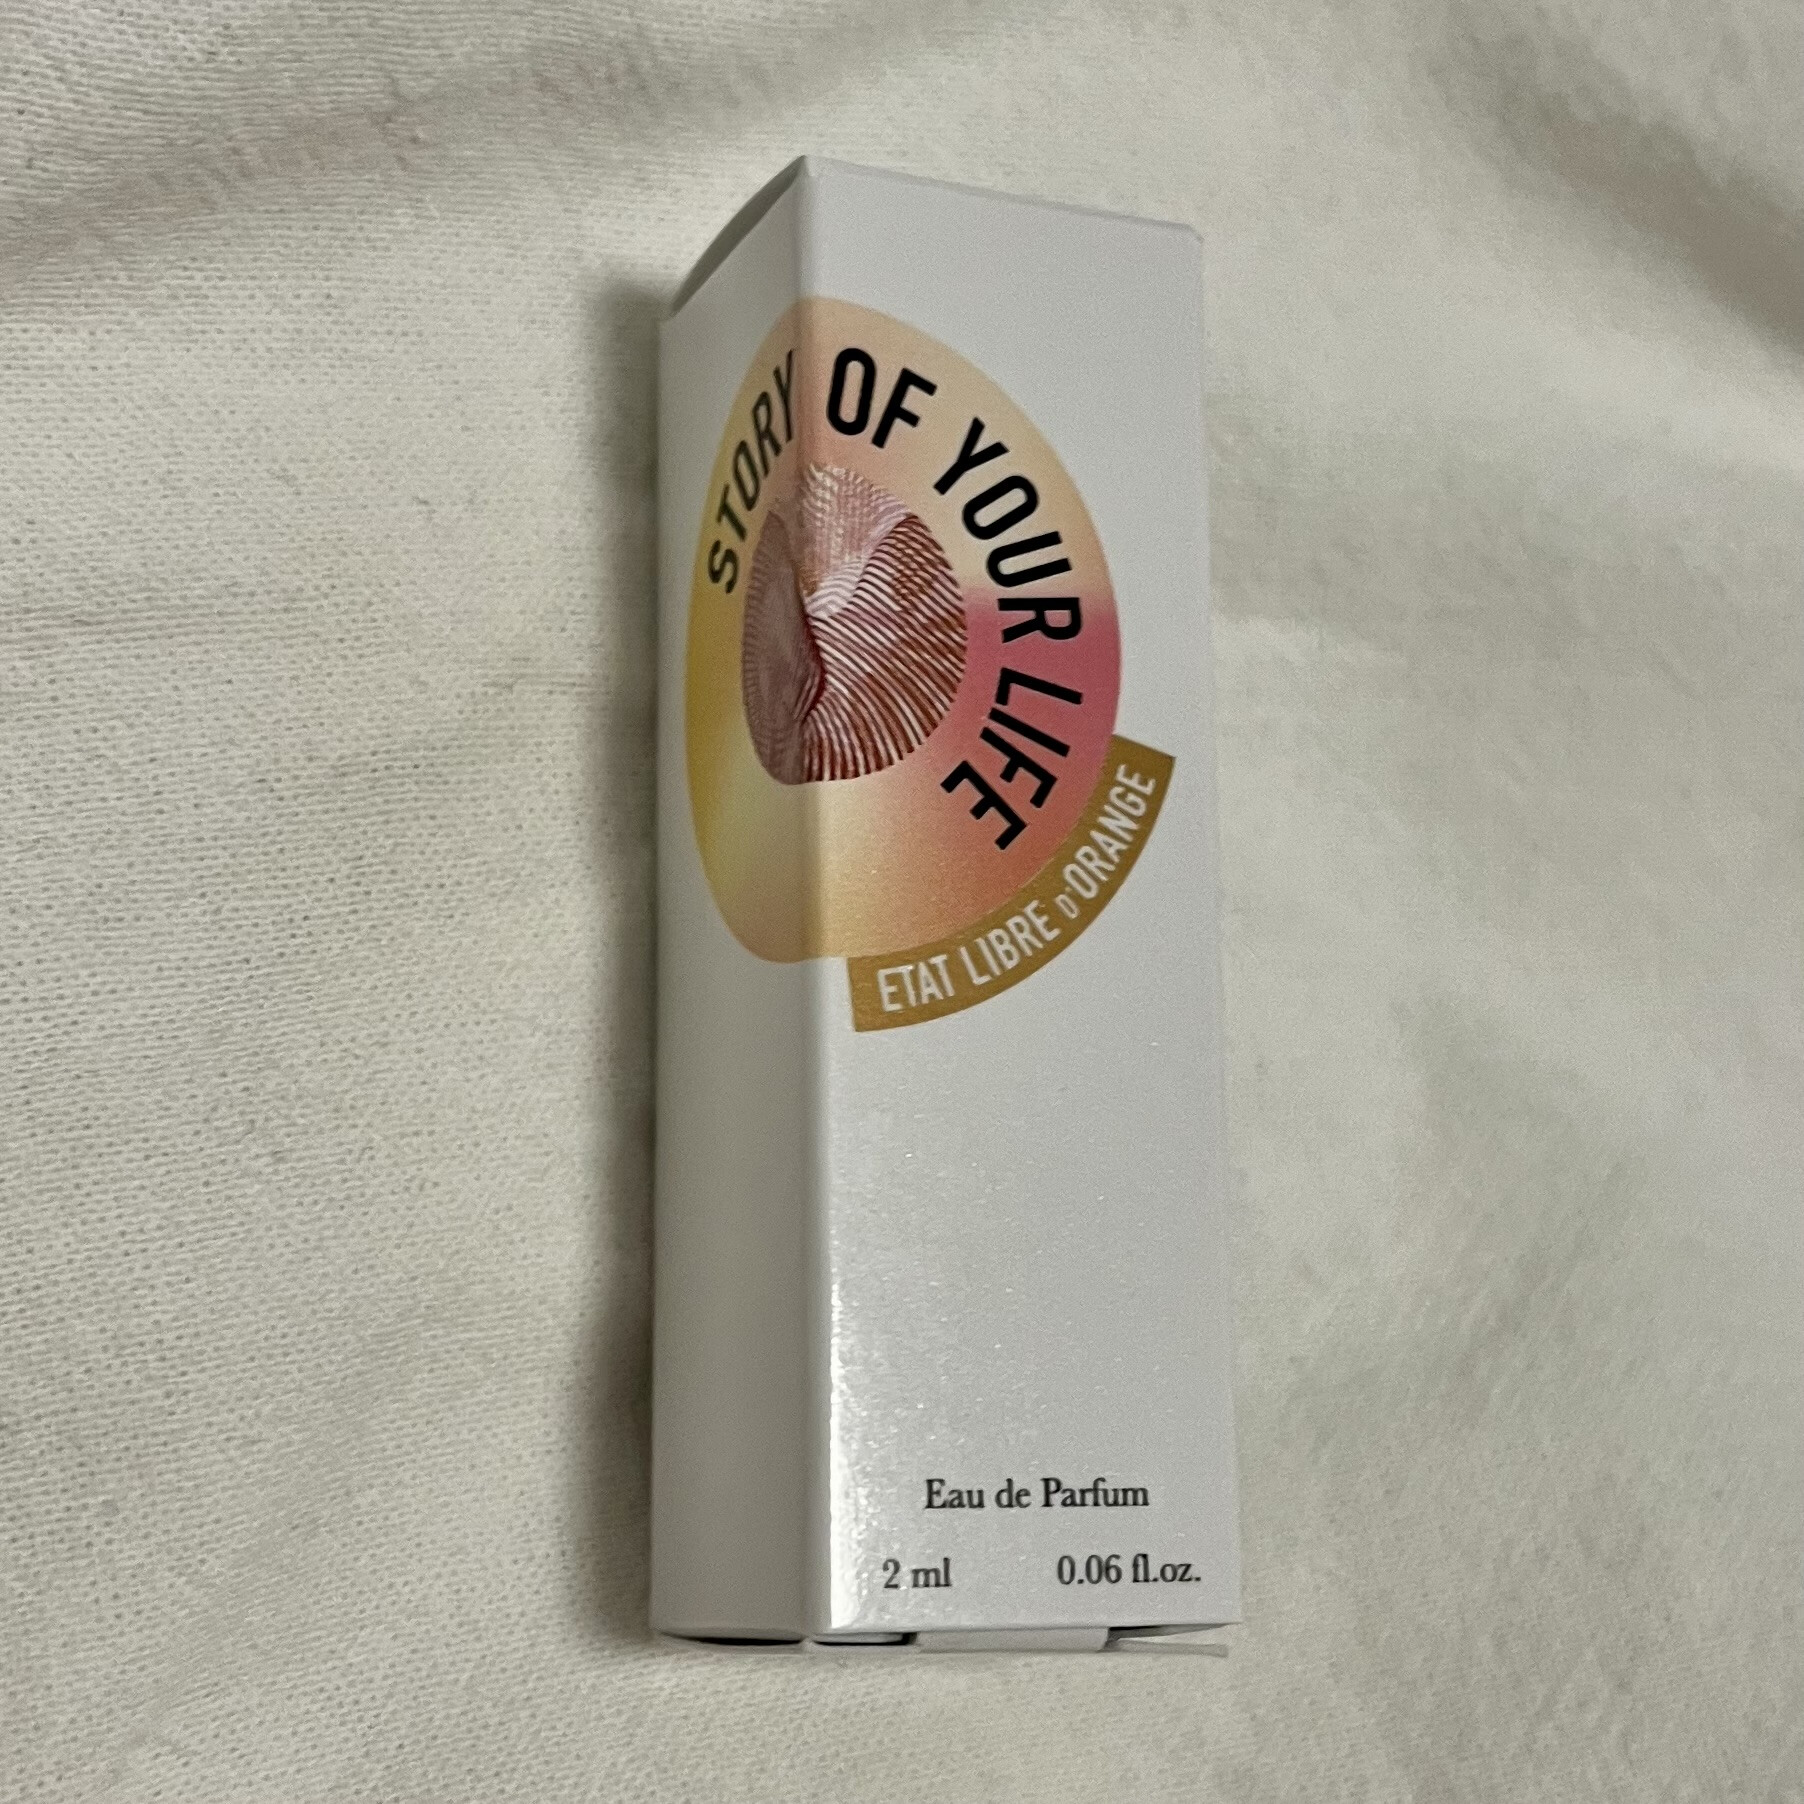 STORY OF YOUR LIFE
ETAT LIBRE D'ORANGE
Eau de Parfum
2 ml 0.06 fl.oz.